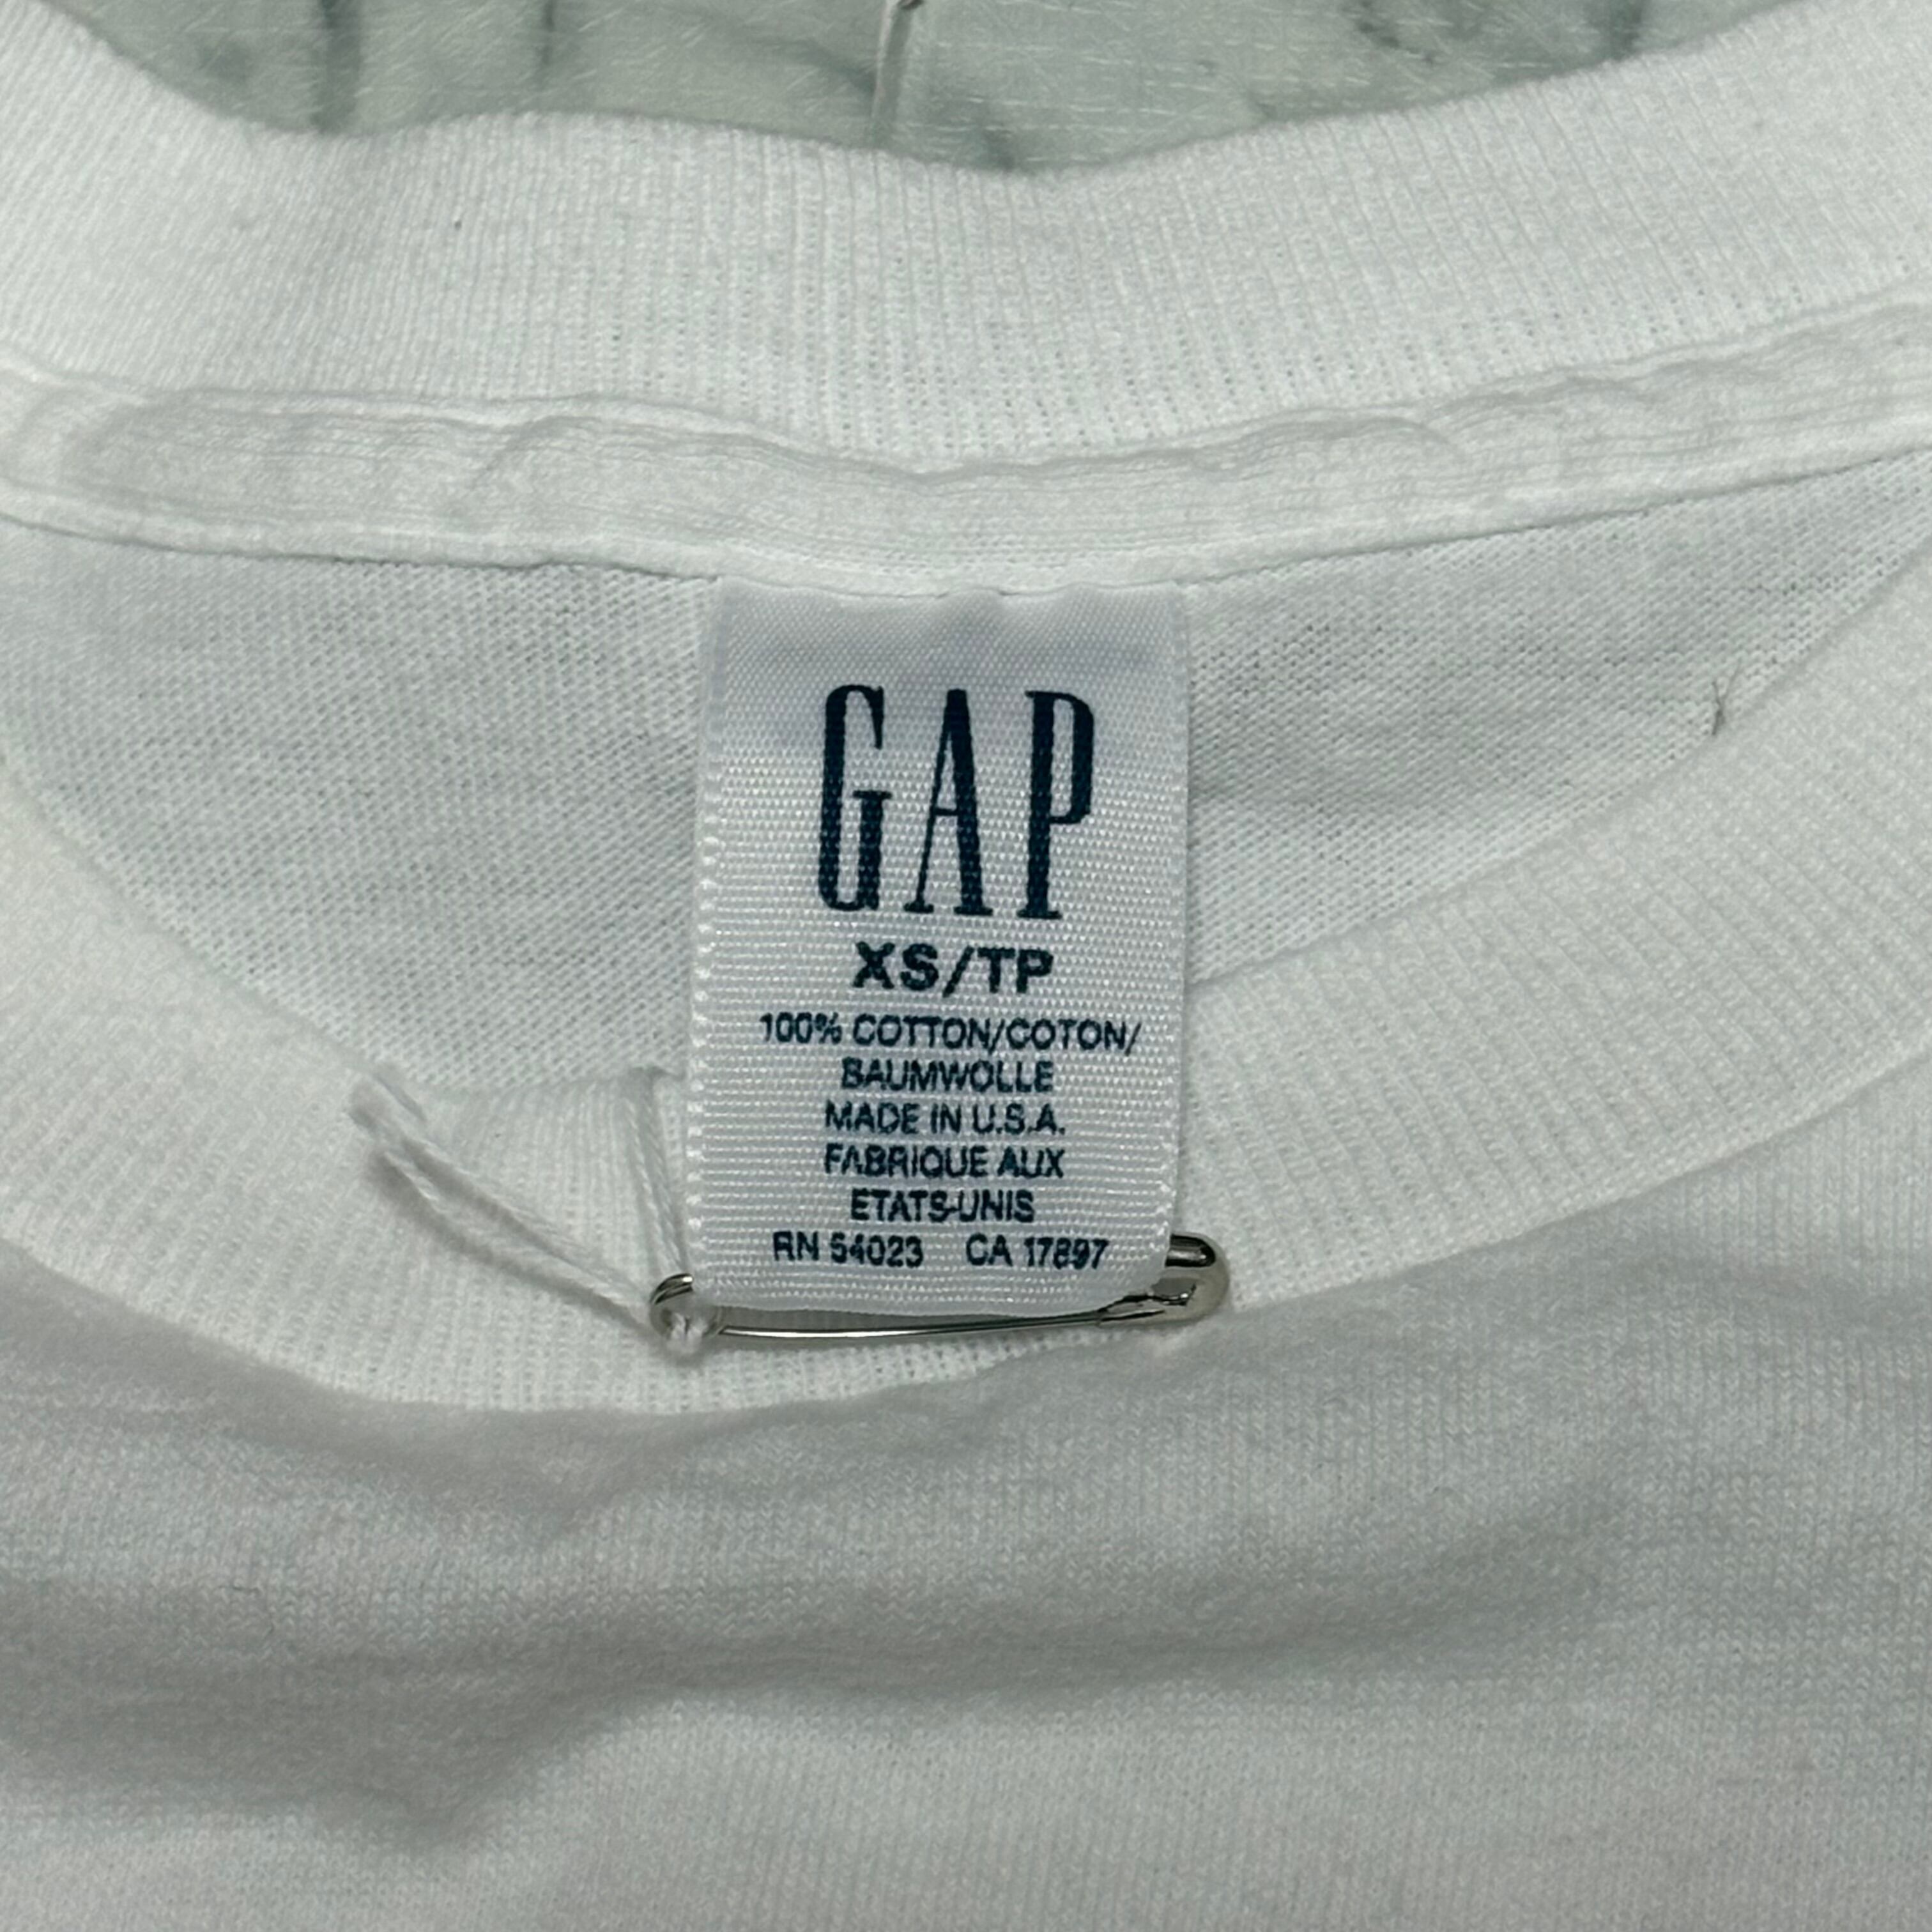 GAP
XS/TP
100% COTTON/COTON/
BAUMWOLLE
MADE IN U.S.A.
FABRIQUE AUX
ETATS-UNIS
RN 54023 CA 17897